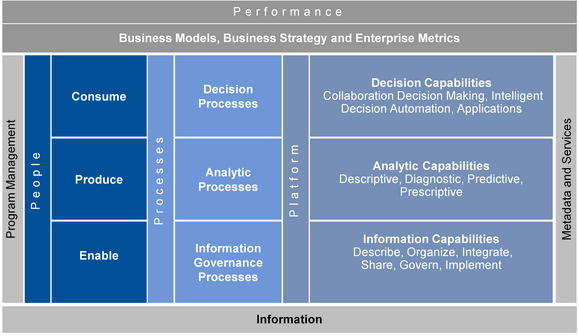 Performance
Business Models, Business Strategy and Enterprise Metrics
Program Management
People
Consume
Produce
Enable
Processes
Decision
Processes
Analytic
Processes
Information
Governance
Processes
Platform
Decision Capabilities
Collaboration Decision Making, Intelligent
Decision Automation, Applications
Analytic Capabilities
Descriptive, Diagnostic, Predictive,
Prescriptive
Information Capabilities
Describe, Organize, Integrate,
Share, Govern, Implement
Metadata and Services
Information